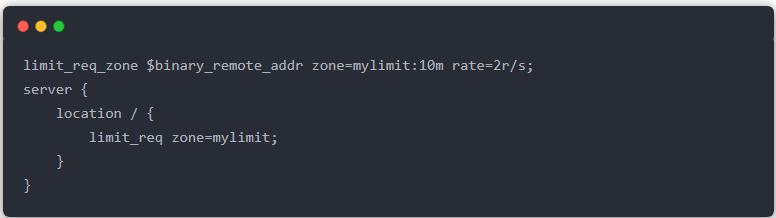 limit_req_zone $binary_remote_addr zone=mylimit:10m rate=2r/s;
server {
    location / {
        limit_req zone=mylimit;
    }
}